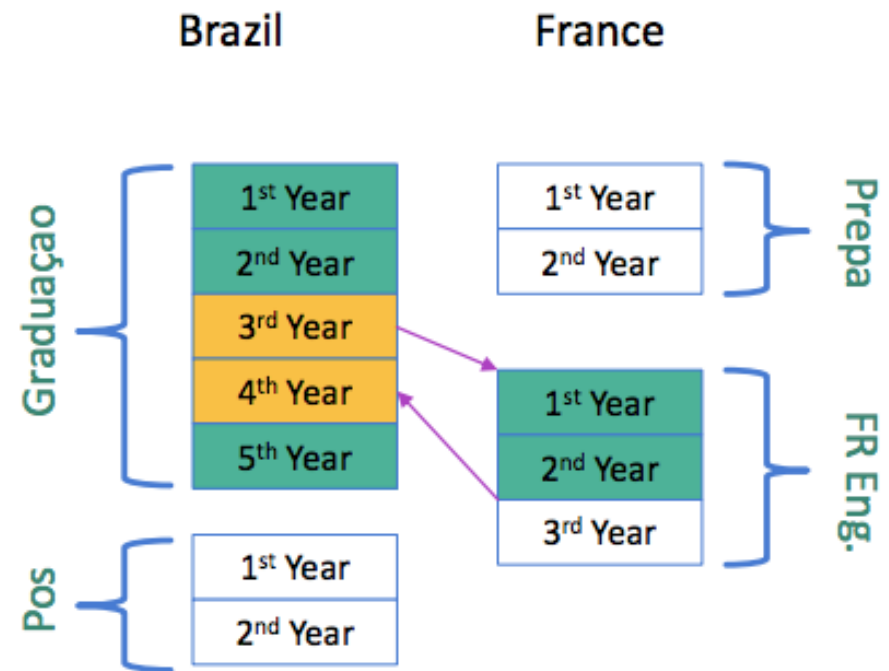 Brazil
France
Graduaçao
1st Year
2nd Year
3rd Year
4th Year
5th Year
Pos
1st Year
2nd Year
1st Year
2nd Year
Prepa
1st Year
2nd Year
3rd Year
FR Eng.